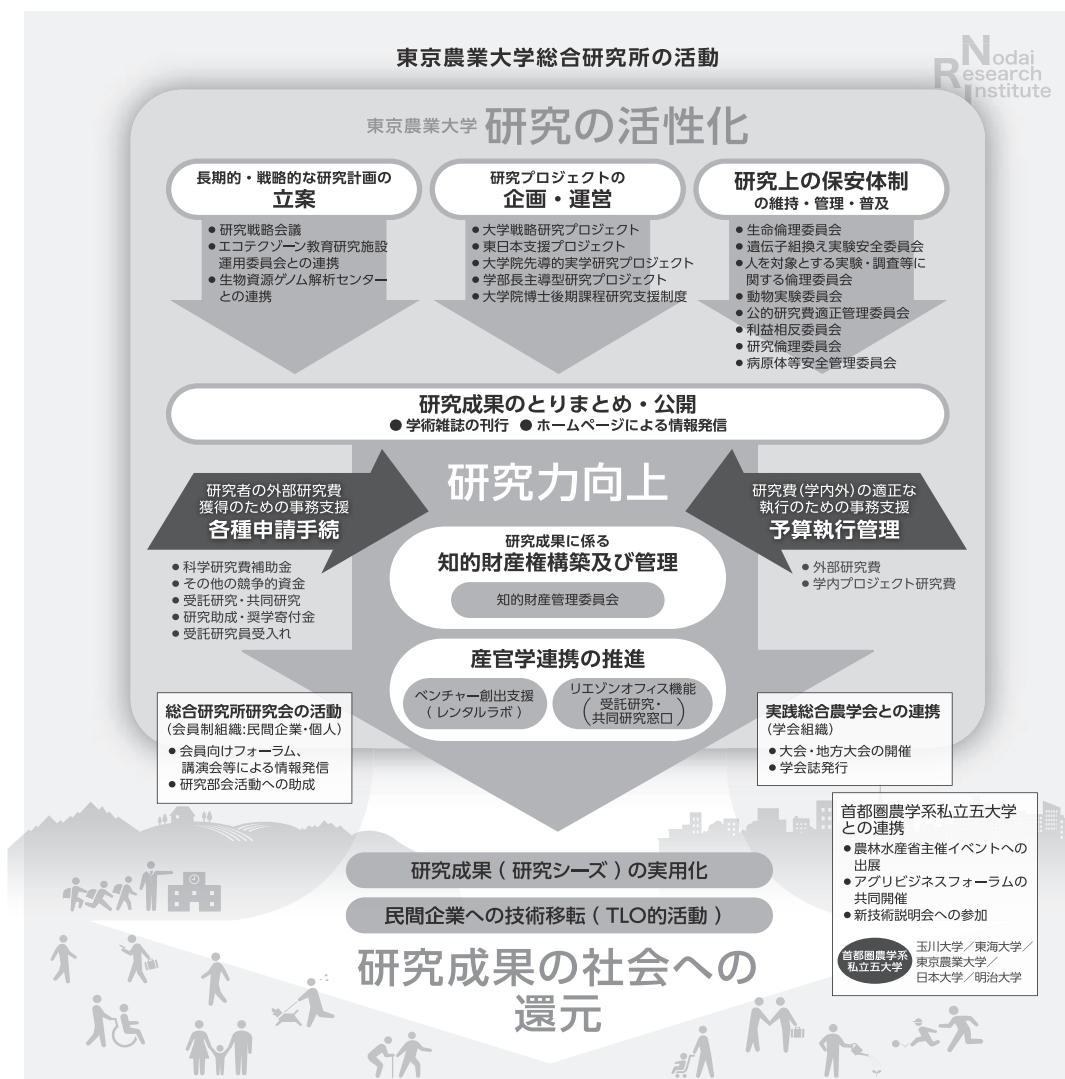 東京農業大学総合研究所の活動
Nodai
Research
Institute
東京農業大学 研究の活性化
長期的・戦略的な研究計画の
立案
● 研究戦略会議
● エコテクゾーン教育研究施設
運用委員会との連携
● 生物資源ゲノム解析センター
との連携
研究プロジェクトの
企画・運営
● 大学戦略研究プロジェクト
● 東日本支援プロジェクト
● 大学院先導的実学研究プロジェクト
● 学部長主導型研究プロジェクト
● 大学院博士後期課程研究支援制度
研究上の保安体制
の維持・管理・普及
● 生命倫理委員会
● 遺伝子組換え実験安全委員会
● 人を対象とする実験・調査等に
関する倫理委員会
● 動物実験委員会
● 公的研究費適正管理委員会
● 利益相反委員会
● 研究倫理委員会
● 病原体等安全管理委員会
研究成果のとりまとめ・公開
● 学術雑誌の刊行 ● ホームページによる情報発信
研究力向上
研究者の外部研究費
獲得のための事務支援
各種申請手続
● 科学研究費補助金
● その他の競争的資金
● 受託研究・共同研究
● 研究助成・奨学寄付金
● 受託研究員受入れ
研究費(学内外)の適正な
執行のための事務支援
予算執行管理
● 外部研究費
● 学内プロジェクト研究費
研究成果に係る
知的財産権構築及び管理
知的財産管理委員会
産官学連携の推進
ベンチャー創出支援
(レンタルラボ)
リエゾンオフィス機能
(受託研究・
共同研究窓口)
総合研究所研究会の活動
(会員制組織:民間企業・個人)
● 会員向けフォーラム、
講演会等による情報発信
● 研究部会活動への助成
実践総合農学会との連携
(学会組織)
● 大会・地方大会の開催
● 学会誌発行
首都圏農学系私立五大学
との連携
● 農林水産省主催イベントへの
出展
● アグリビジネスフォーラムの
共同開催
● 新技術説明会への参加
首都圏農学系
私立五大学
玉川大学/東海大学/
東京農業大学/
日本大学/明治大学
研究成果(研究シーズ)の実用化
民間企業への技術移転(TLO的活動)
研究成果の社会への
還元